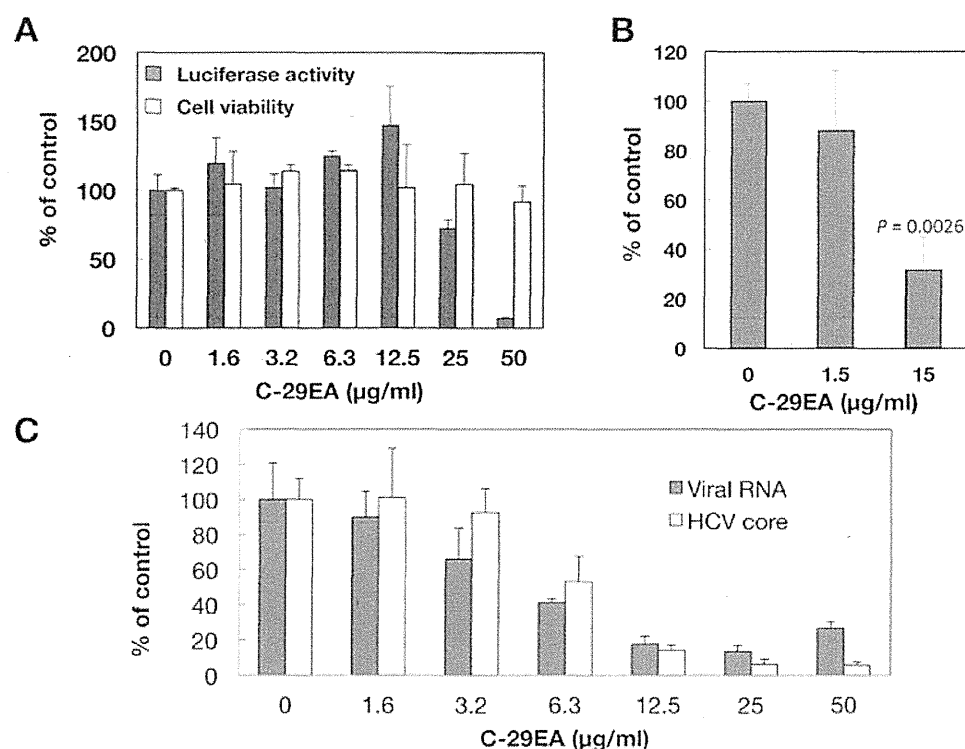 A
% of control
200
150
100
50
0
Luciferase activity
Cell viability
0 1.6 3.2 6.3 12.5 25 50
C-29EA (µg/ml)
B
% of control
120
100
80
60
40
20
0
P = 0.0026
0 1.5 15
C-29EA (µg/ml)
C
% of control
140
120
100
80
60
40
20
0
Viral RNA
HCV core
0 1.6 3.2 6.3 12.5 25 50
C-29EA (µg/ml)